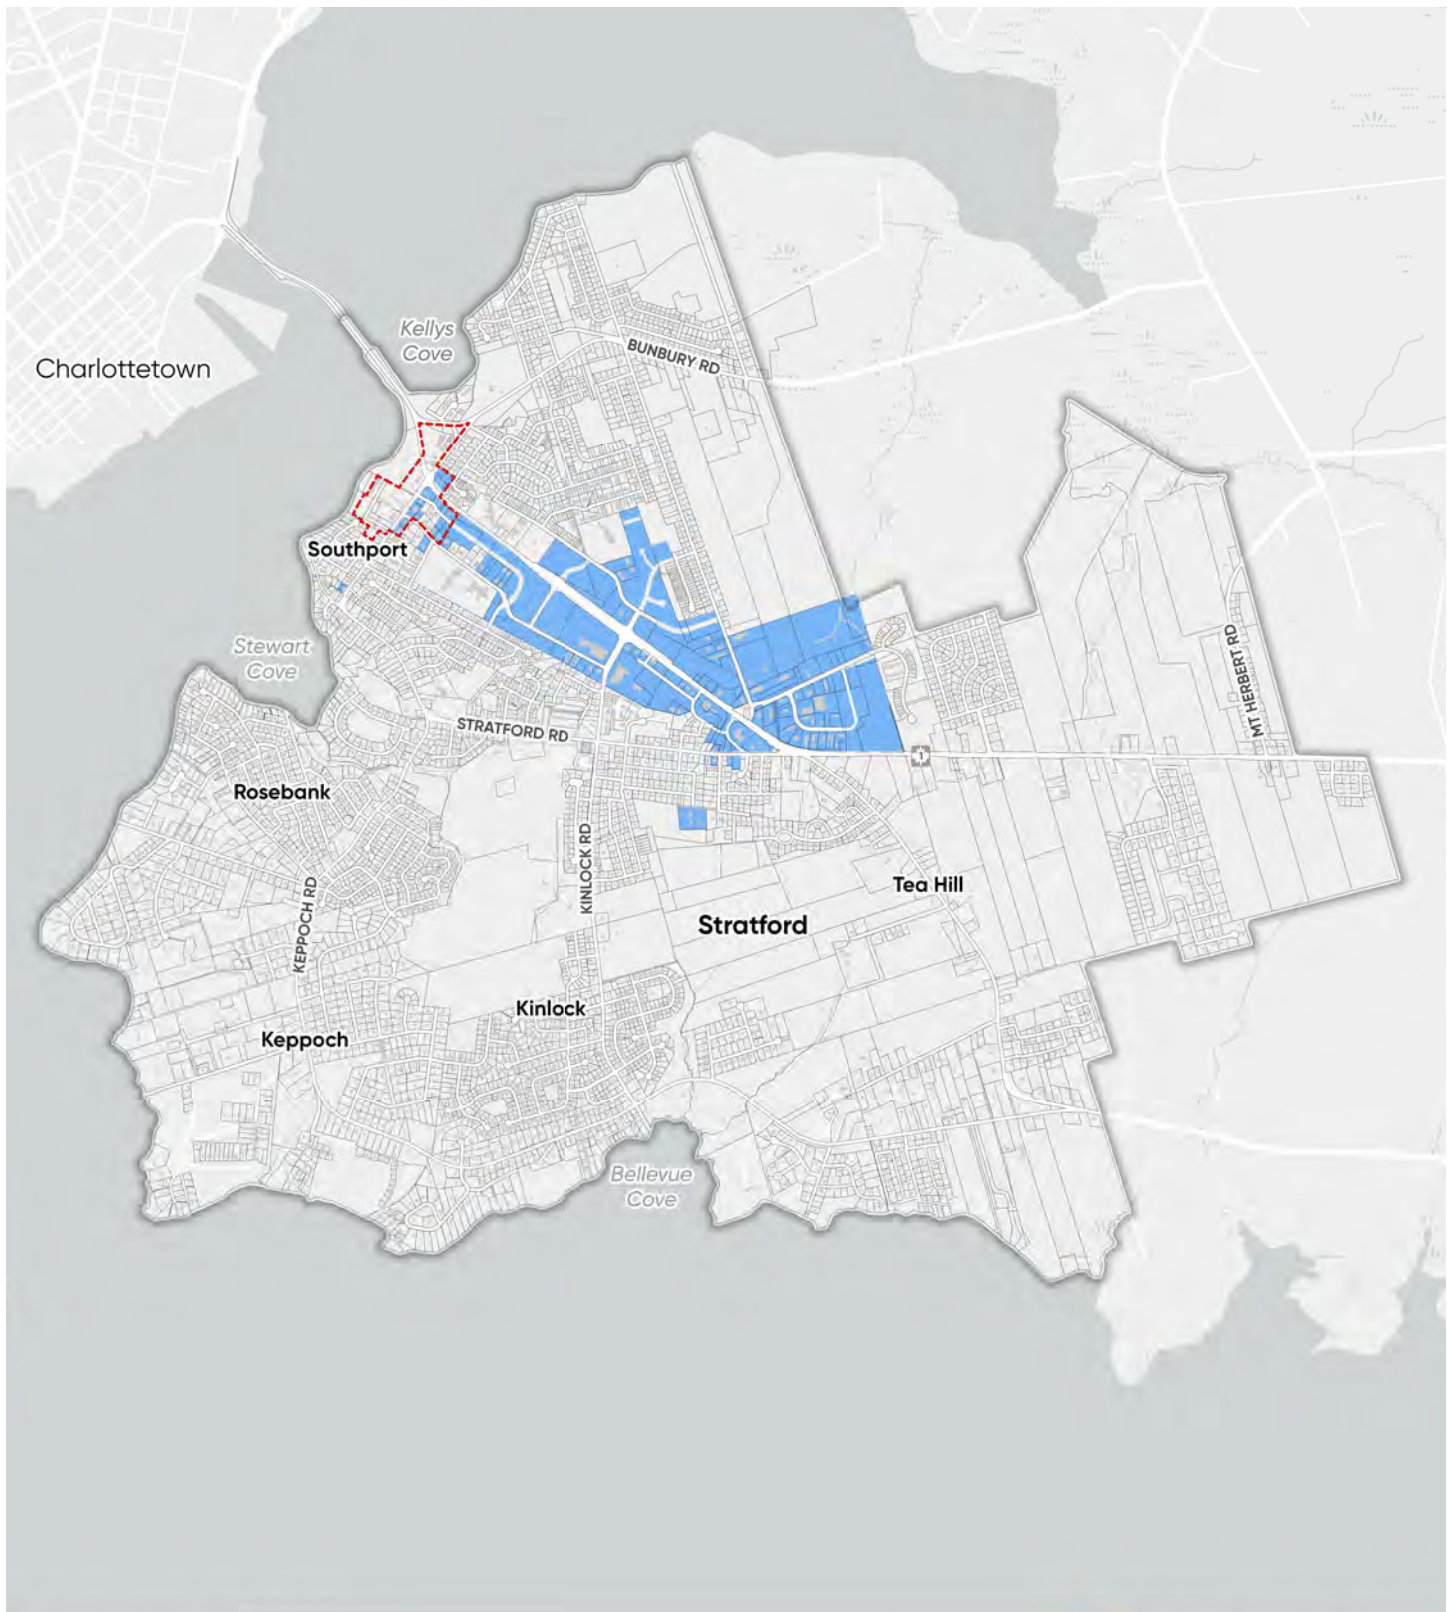 Kellys
Cove
BUNBURY RD
Charlottetown
Southport
Stewart
Cove
MT HERBERT RD
STRATFORD RD
1
Rosebank
KINLOCK RD
Tea Hill
KEPPOCH RD
Stratford
Kinlock
Keppoch
Bellevue
Cove